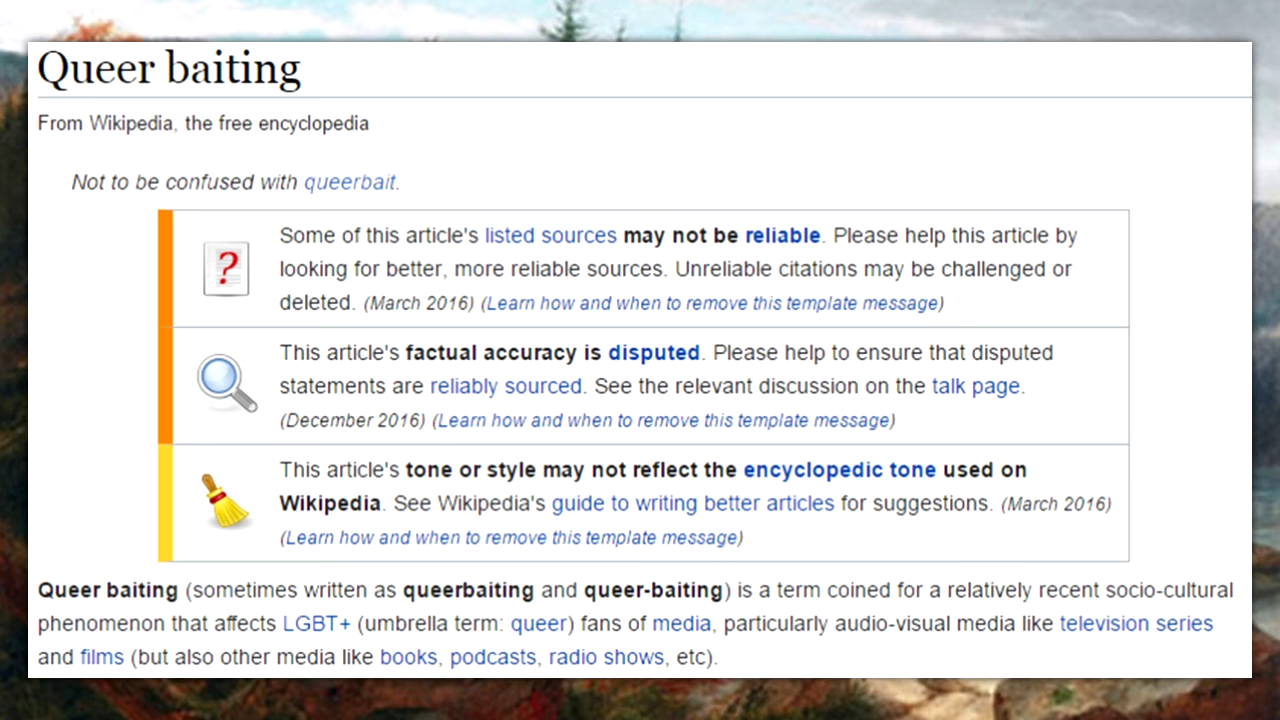 Queer baiting
From Wikipedia, the free encyclopedia
Not to be confused with queerbait.
Some of this article's listed sources may not be reliable. Please help this article by
looking for better, more reliable sources. Unreliable citations may be challenged or
deleted. (March 2016) (Learn how and when to remove this template message)
This article's factual accuracy is disputed. Please help to ensure that disputed
statements are reliably sourced. See the relevant discussion on the talk page.
(December 2016) (Learn how and when to remove this template message)
This article's tone or style may not reflect the encyclopedic tone used on
Wikipedia. See Wikipedia's guide to writing better articles for suggestions. (March 2016)
(Learn how and when to remove this template message)
Queer baiting (sometimes written as queerbaiting and queer-baiting) is a term coined for a relatively recent socio-cultural
phenomenon that affects LGBT+ (umbrella term: queer) fans of media, particularly audio-visual media like television series
and films (but also other media like books, podcasts, radio shows, etc).